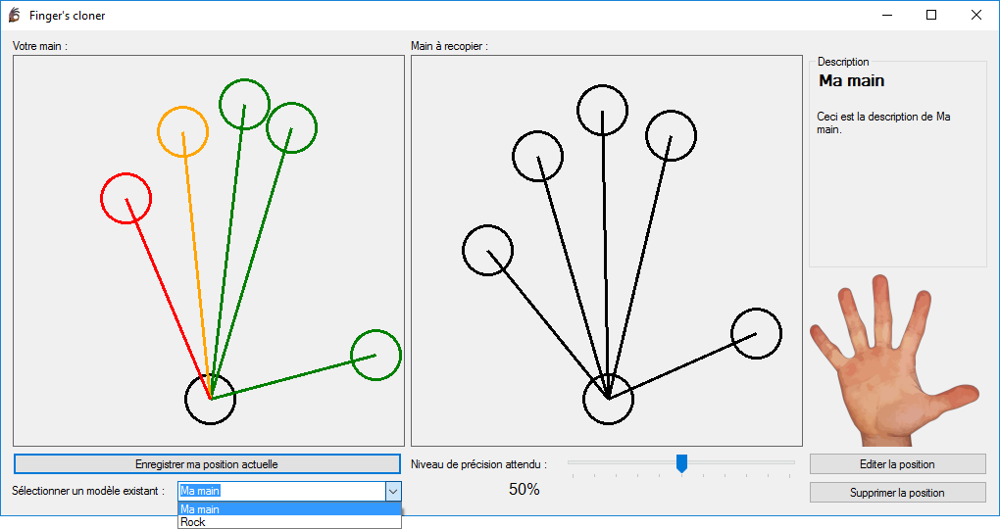 Finger's cloner
Votre main :
Main à recopier :
Description
Ma main
Ceci est la description de Ma
main.
Enregistrer ma position actuelle
Niveau de précision attendu :
Editer la position
Sélectionner un modèle existant :
Ma main
50%
Supprimer la position
Ma main
Rock